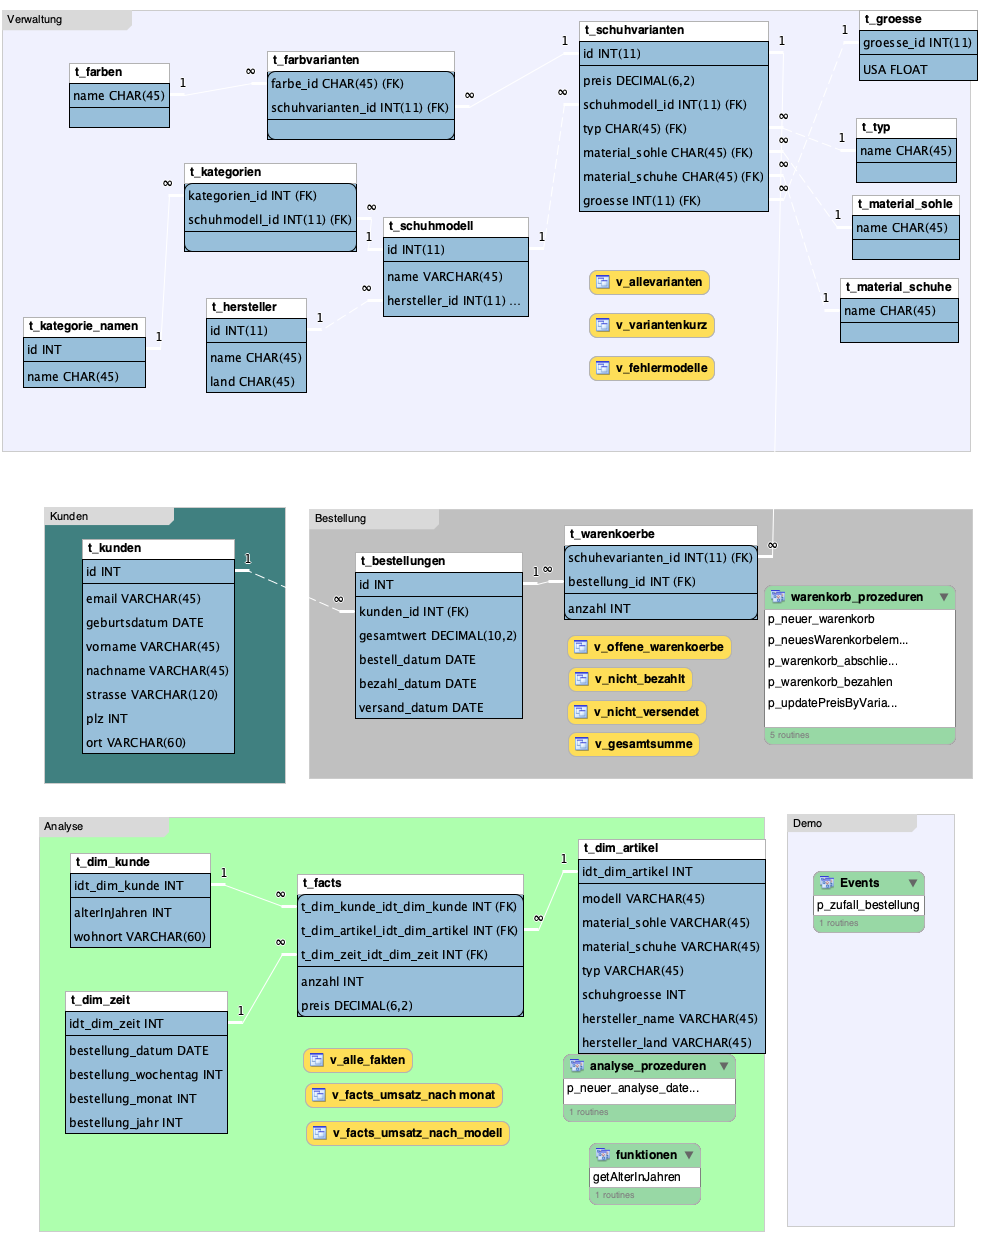 Verwaltung
t_farben
name CHAR(45)
1
∞
t_farbvarianten
farbe_id CHAR(45) (FK)
schuhvarianten_id INT(11) (FK)
∞
1
t_schuhvarianten
id INT(11)
preis DECIMAL(6,2)
schuhmodell_id INT(11) (FK)
typ CHAR(45) (FK)
material_sohle CHAR(45) (FK)
material_schuhe CHAR(45) (FK)
groesse INT(11) (FK)
∞
1
∞
∞
∞
∞
1
t_groesse
groesse_id INT(11)
USA FLOAT
1
t_typ
name CHAR(45)
1
t_material_sohle
name CHAR(45)
1
t_material_schuhe
name CHAR(45)
t_kategorien
kategorien_id INT (FK)
schuhmodell_id INT(11) (FK)
∞
∞
1
t_schuhmodell
id INT(11)
name VARCHAR(45)
hersteller_id INT(11) ...
1
∞
t_hersteller
id INT(11)
name CHAR(45)
land CHAR(45)
1
t_kategorie_namen
id INT
name CHAR(45)
1
v_allevarianten
v_variantenkurz
v_fehlermodelle
Kunden
t_kunden
id INT
email VARCHAR(45)
geburtsdatum DATE
vorname VARCHAR(45)
nachname VARCHAR(45)
strasse VARCHAR(120)
plz INT
ort VARCHAR(60)
1
∞
Bestellung
t_bestellungen
id INT
kunden_id INT (FK)
gesamtwert DECIMAL(10,2)
bestell_datum DATE
bezahl_datum DATE
versand_datum DATE
1
∞
t_warenkoerbe
schuhevarianten_id INT(11) (FK)
bestellung_id INT (FK)
anzahl INT
∞
v_offene_warenkoerbe
v_nicht_bezahlt
v_nicht_versendet
v_gesamtsumme
warenkorb_prozeduren
p_neuer_warenkorb
p_neuesWarenkorbelem...
p_warenkorb_abschlie...
p_warenkorb_bezahlen
p_updatePreisByVaria...
5 routines
Analyse
t_dim_kunde
idt_dim_kunde INT
alterInJahren INT
wohnort VARCHAR(60)
1
∞
t_facts
t_dim_kunde_idt_dim_kunde INT (FK)
t_dim_artikel_idt_dim_artikel INT (FK)
t_dim_zeit_idt_dim_zeit INT (FK)
anzahl INT
preis DECIMAL(6,2)
∞
∞
1
t_dim_artikel
idt_dim_artikel INT
modell VARCHAR(45)
material_sohle VARCHAR(45)
material_schuhe VARCHAR(45)
typ VARCHAR(45)
schuhgroesse INT
hersteller_name VARCHAR(45)
hersteller_land VARCHAR(45)
t_dim_zeit
idt_dim_zeit INT
bestellung_datum DATE
bestellung_wochentag INT
bestellung_monat INT
bestellung_jahr INT
1
v_alle_fakten
v_facts_umsatz_nach monat
v_facts_umsatz_nach_modell
analyse_prozeduren
p_neuer_analyse_date...
1 routines
funktionen
getAlterInJahren
1 routines
Demo
Events
p_zufall_bestellung
1 routines